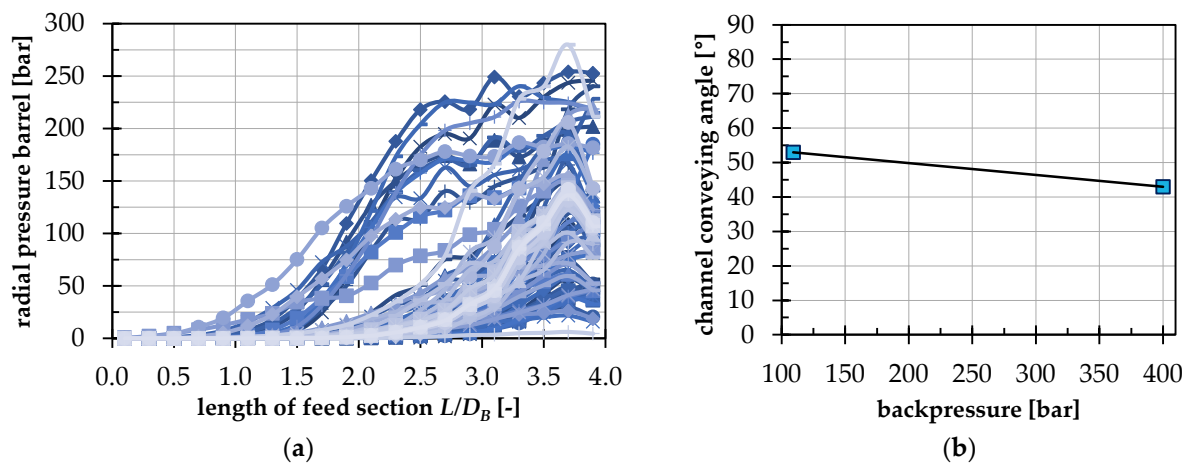 radial pressure barrel [bar]
300
250
200
150
100
50
0
0.0 0.5 1.0 1.5 2.0 2.5 3.0 3.5 4.0
length of feed section L/D_B [-]
(a)
channel conveying angle [°]
90
80
70
60
50
40
30
20
10
0
100 150 200 250 300 350 400
backpressure [bar]
(b)